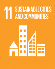 11 SUSTAINABLE CITIES
AND COMMUNITIES